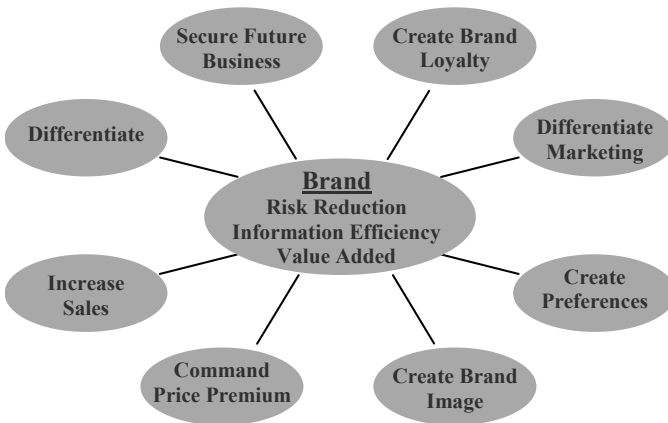 Secure Future
Business
Create Brand
Loyalty
Differentiate
Differentiate
Marketing
Brand
Risk Reduction
Information Efficiency
Value Added
Increase
Sales
Create
Preferences
Command
Price Premium
Create Brand
Image